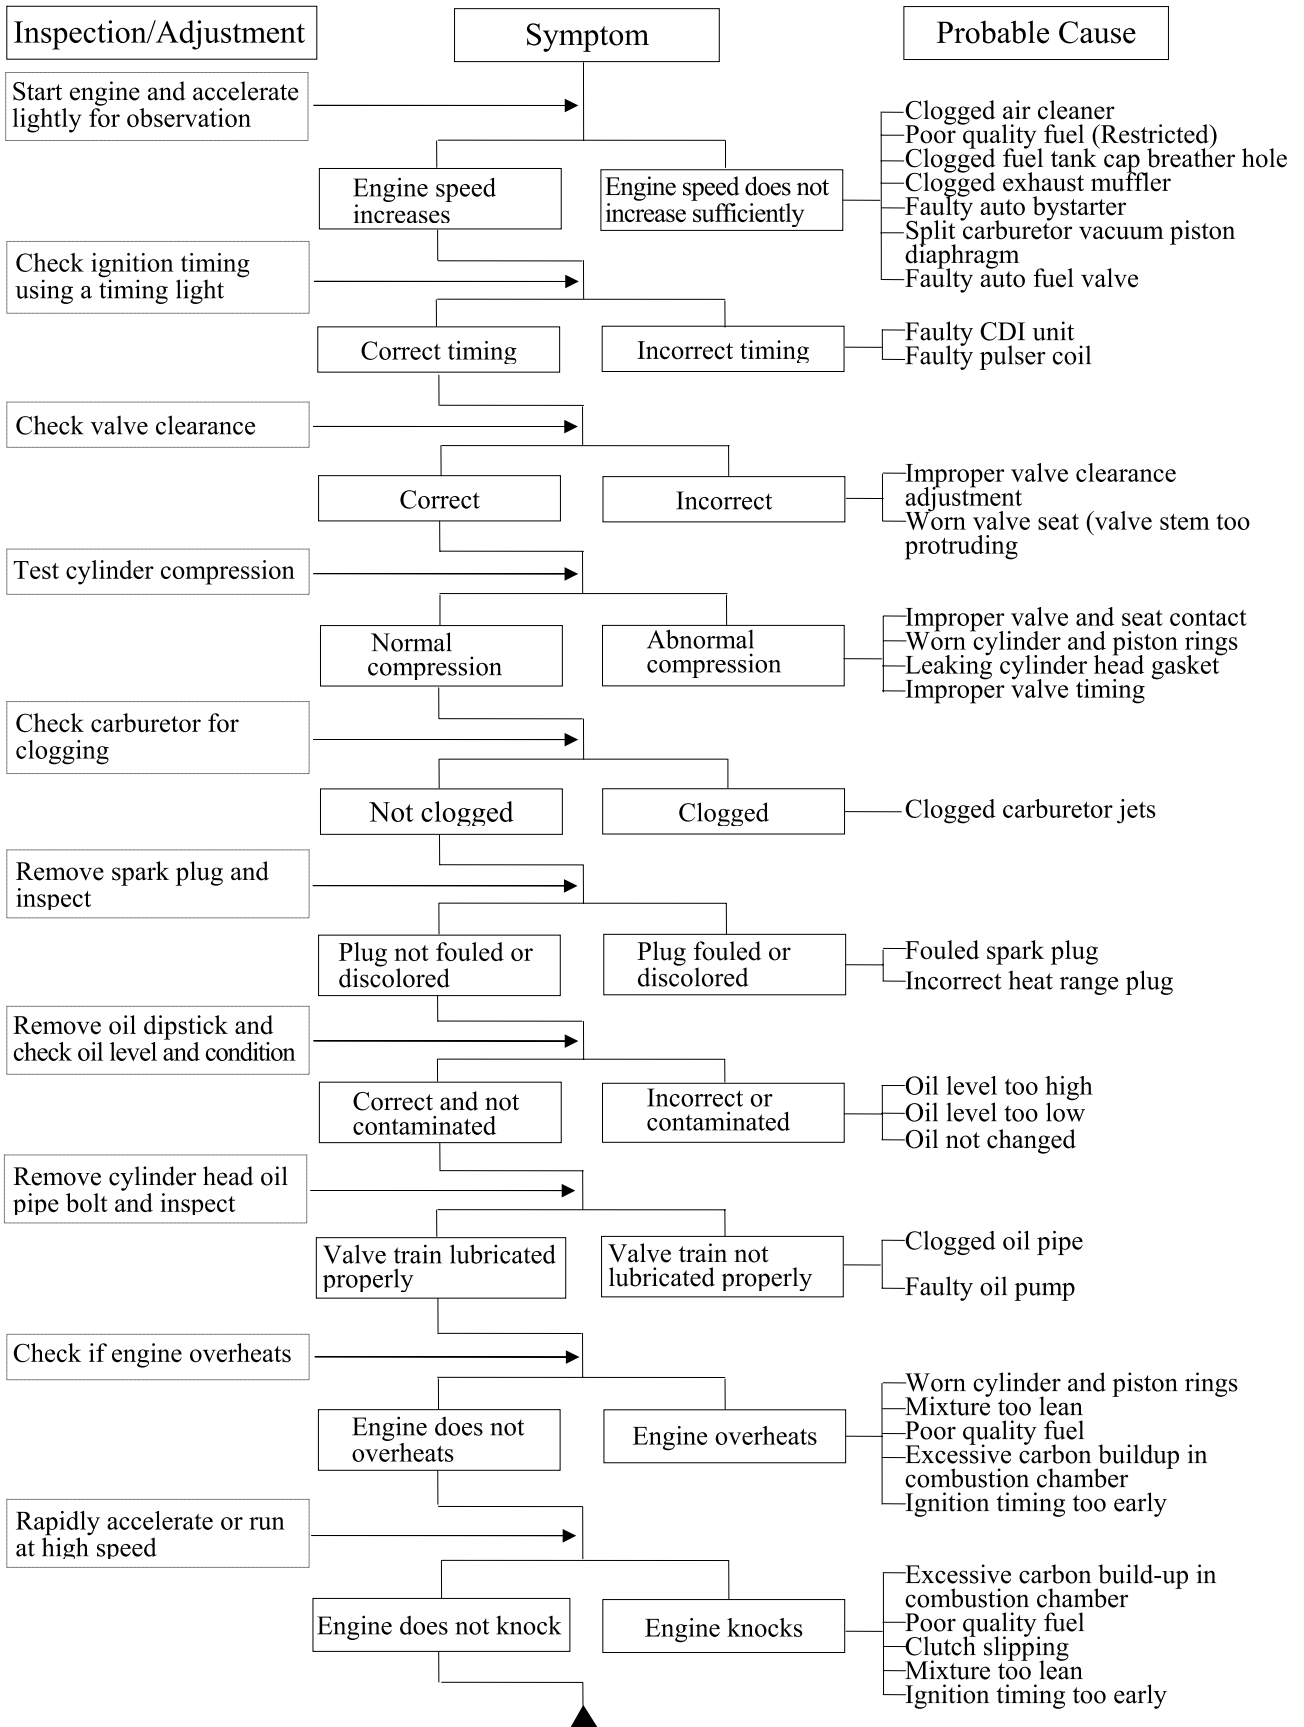 Inspection/Adjustment
Symptom
Probable Cause
Start engine and accelerate
lightly for observation
Engine speed
increases
Engine speed does not
increase sufficiently
Clogged air cleaner
Poor quality fuel (Restricted)
Clogged fuel tank cap breather hole
Clogged exhaust muffler
Faulty auto bystarter
Split carburetor vacuum piston
diaphragm
Faulty auto fuel valve
Check ignition timing
using a timing light
Correct timing
Incorrect timing
Faulty CDI unit
Faulty pulser coil
Check valve clearance
Correct
Incorrect
Improper valve clearance
adjustment
Worn valve seat (valve stem too
protruding
Test cylinder compression
Normal
compression
Abnormal
compression
Improper valve and seat contact
Worn cylinder and piston rings
Leaking cylinder head gasket
Improper valve timing
Check carburetor for
clogging
Not clogged
Clogged
Clogged carburetor jets
Remove spark plug and
inspect
Plug not fouled or
discolored
Plug fouled or
discolored
Fouled spark plug
Incorrect heat range plug
Remove oil dipstick and
check oil level and condition
Correct and not
contaminated
Incorrect or
contaminated
Oil level too high
Oil level too low
Oil not changed
Remove cylinder head oil
pipe bolt and inspect
Valve train lubricated
properly
Valve train not
lubricated properly
Clogged oil pipe
Faulty oil pump
Check if engine overheats
Engine does not
overheats
Engine overheats
Worn cylinder and piston rings
Mixture too lean
Poor quality fuel
Excessive carbon buildup in
combustion chamber
Ignition timing too early
Rapidly accelerate or run
at high speed
Engine does not knock
Engine knocks
Excessive carbon build-up in
combustion chamber
Poor quality fuel
Clutch slipping
Mixture too lean
Ignition timing too early